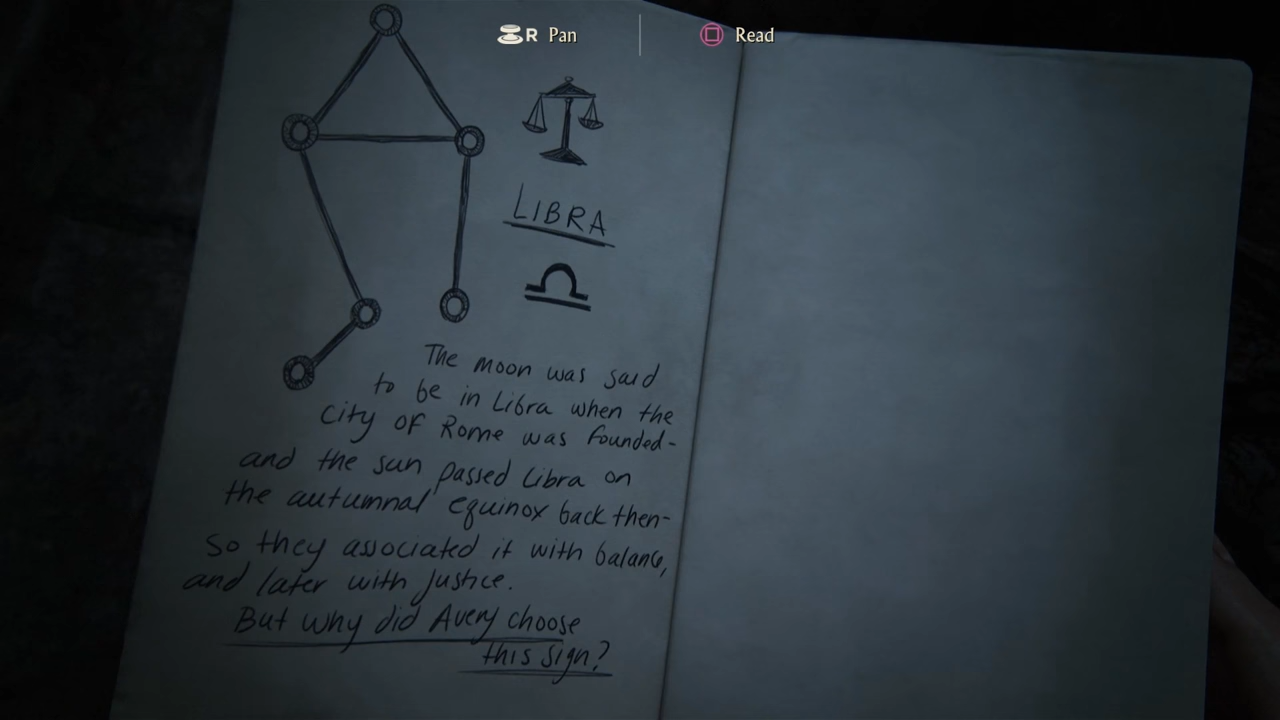 R Pan
Read
LIBRA
The moon was said
to be in Libra when the
city of Rome was founded-
and the sun passed Libra on
the autumnal equinox back then-
so they associated it with balance,
and later with justice.
But why did Avery choose
this sign?